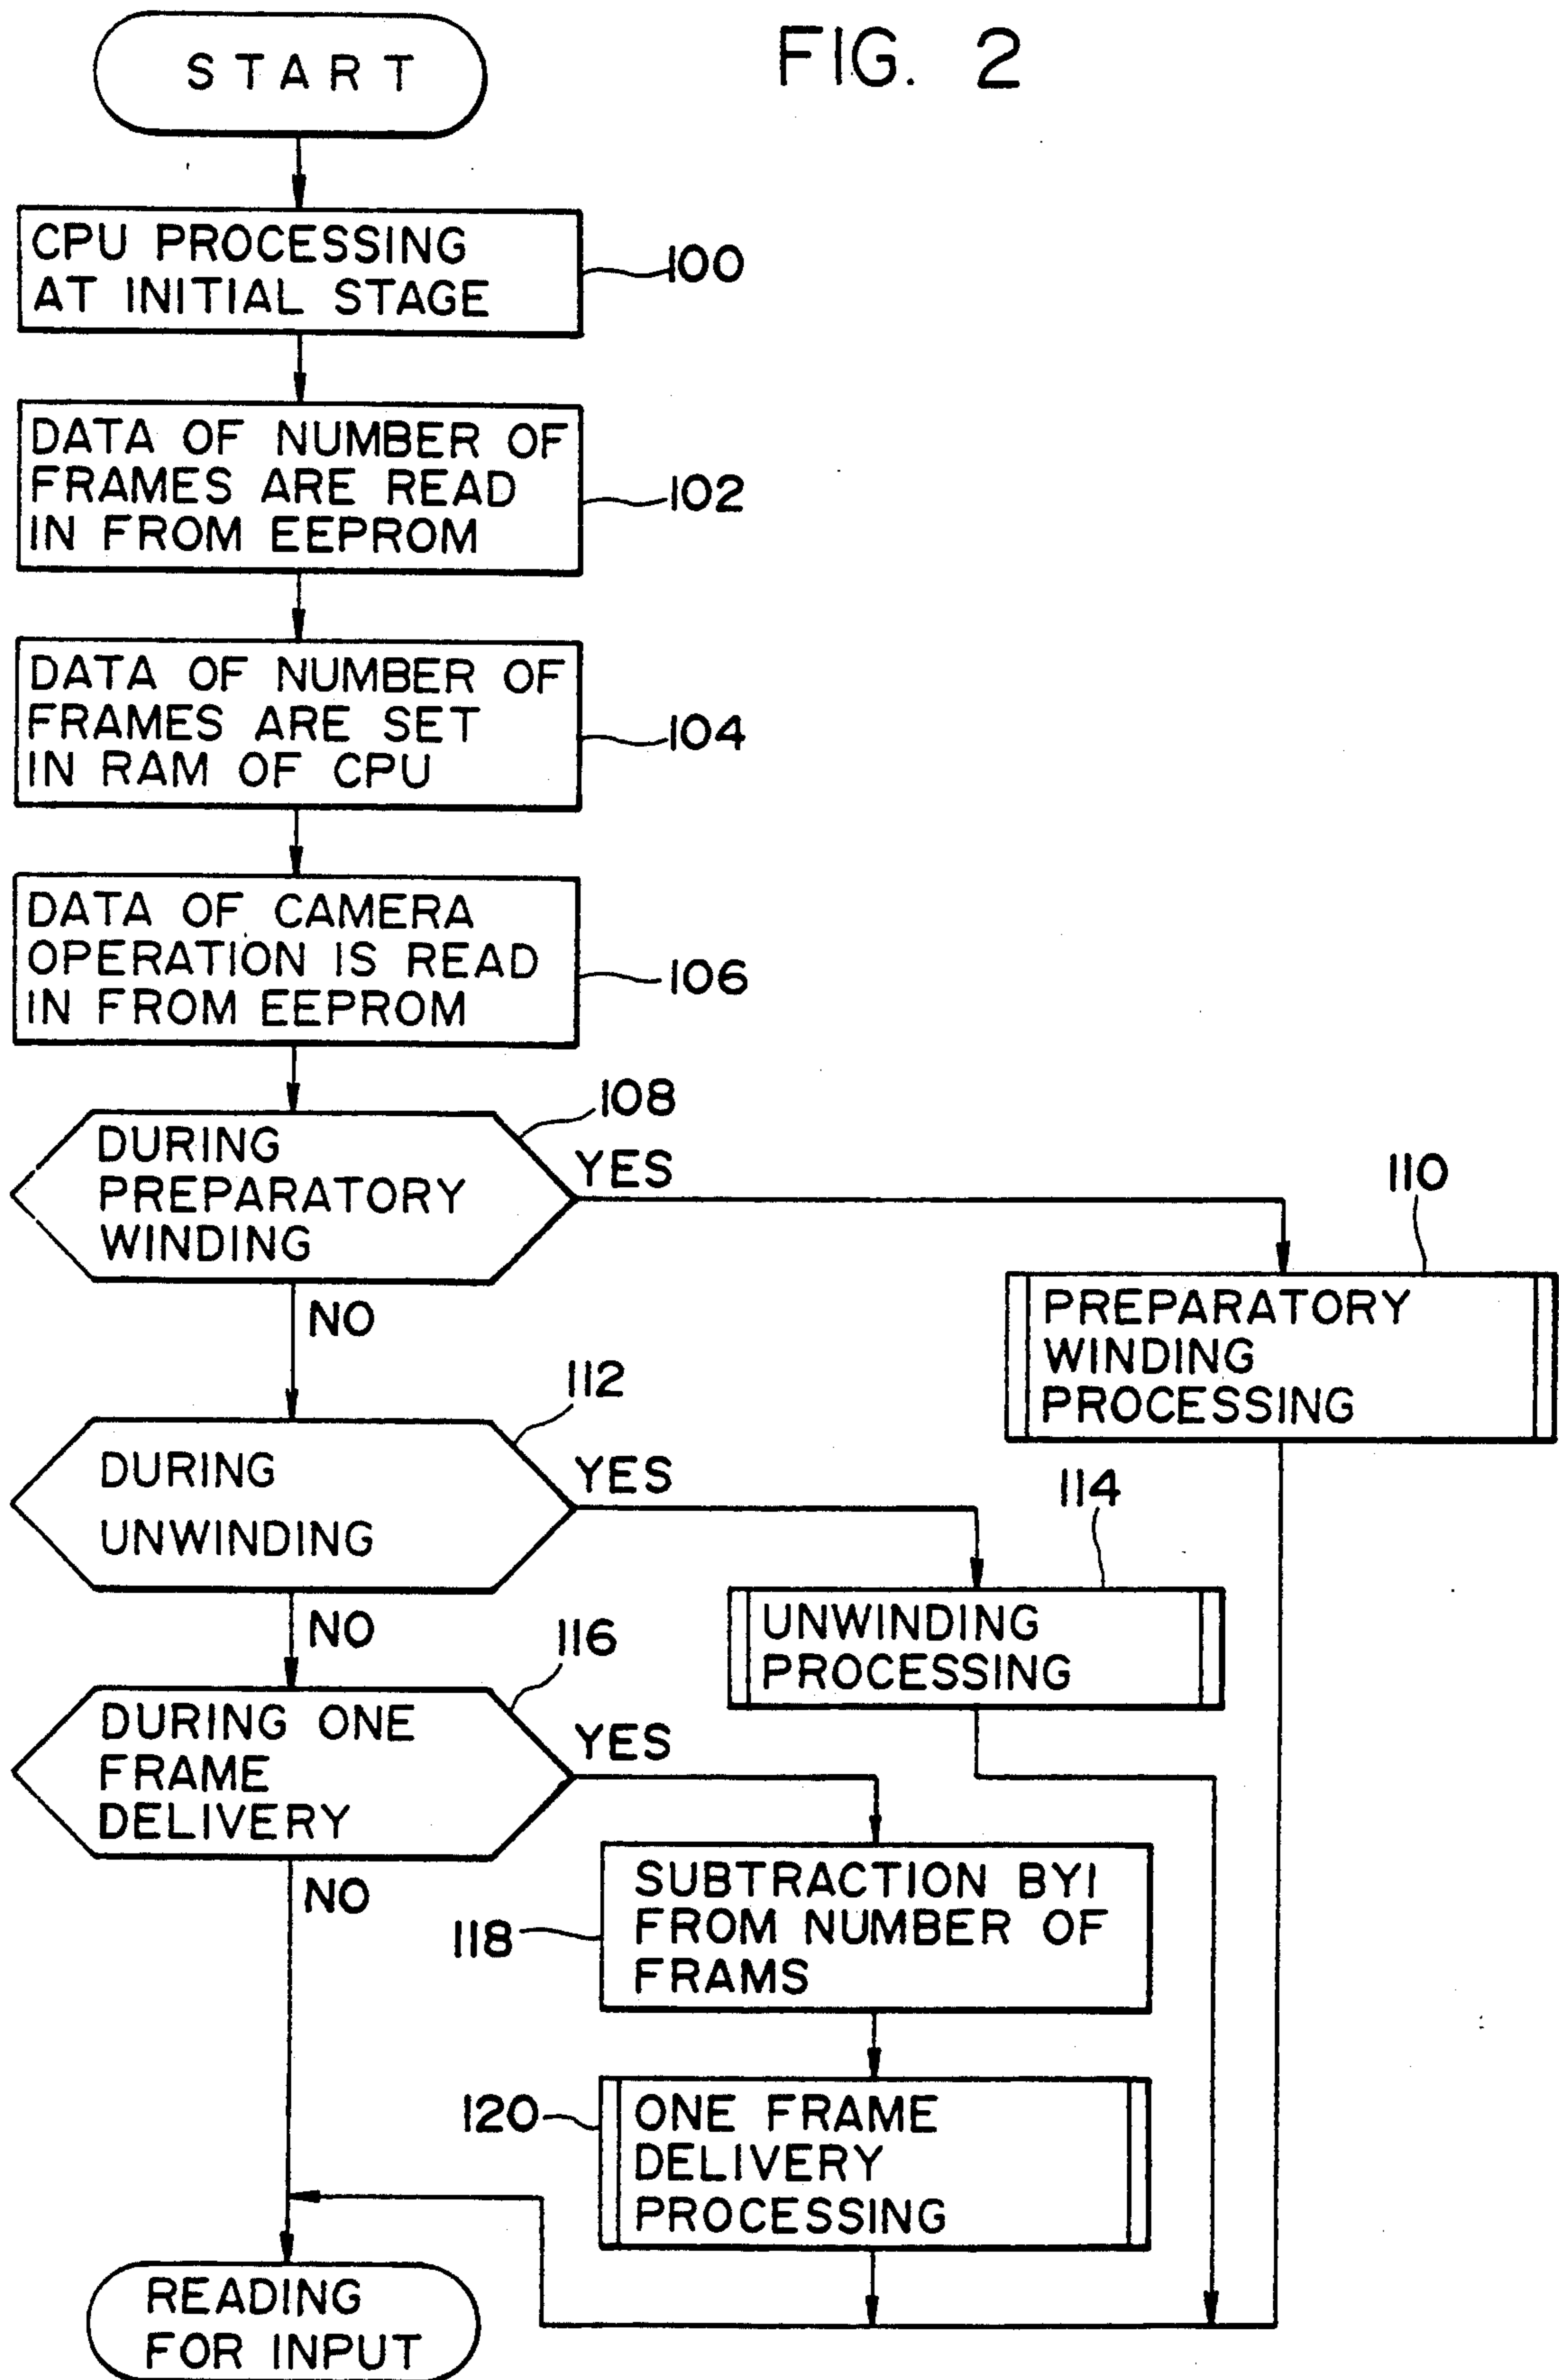 FIG. 2
START
CPU PROCESSING
AT INITIAL STAGE
100
DATA OF NUMBER OF
FRAMES ARE READ
IN FROM EEPROM
102
DATA OF NUMBER OF
FRAMES ARE SET
IN RAM OF CPU
104
DATA OF CAMERA
OPERATION IS READ
IN FROM EEPROM
106
108
DURING
PREPARATORY
WINDING
YES
NO
110
PREPARATORY
WINDING
PROCESSING
112
DURING
UNWINDING
YES
NO
114
UNWINDING
PROCESSING
116
DURING ONE
FRAME
DELIVERY
YES
NO
118
SUBTRACTION BY1
FROM NUMBER OF
FRAMS
120
ONE FRAME
DELIVERY
PROCESSING
READING
FOR INPUT